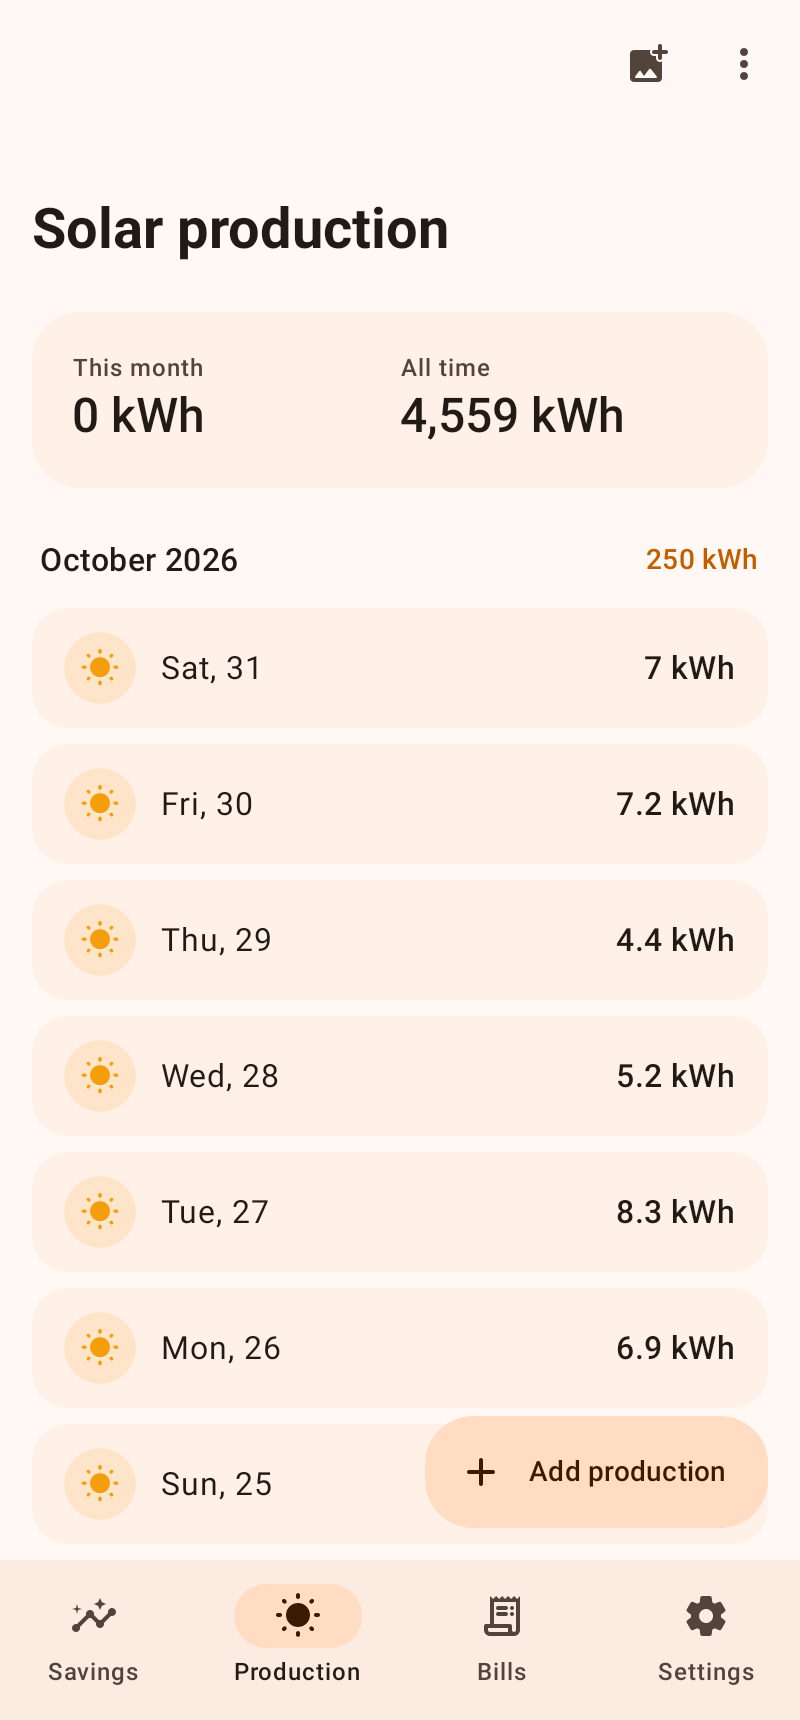 Solar production
This month
0 kWh
All time
4,559 kWh
October 2026
250 kWh
Sat, 31
7 kWh
Fri, 30
7.2 kWh
Thu, 29
4.4 kWh
Wed, 28
5.2 kWh
Tue, 27
8.3 kWh
Mon, 26
6.9 kWh
Sun, 25
Add production
Savings
Production
Bills
Settings